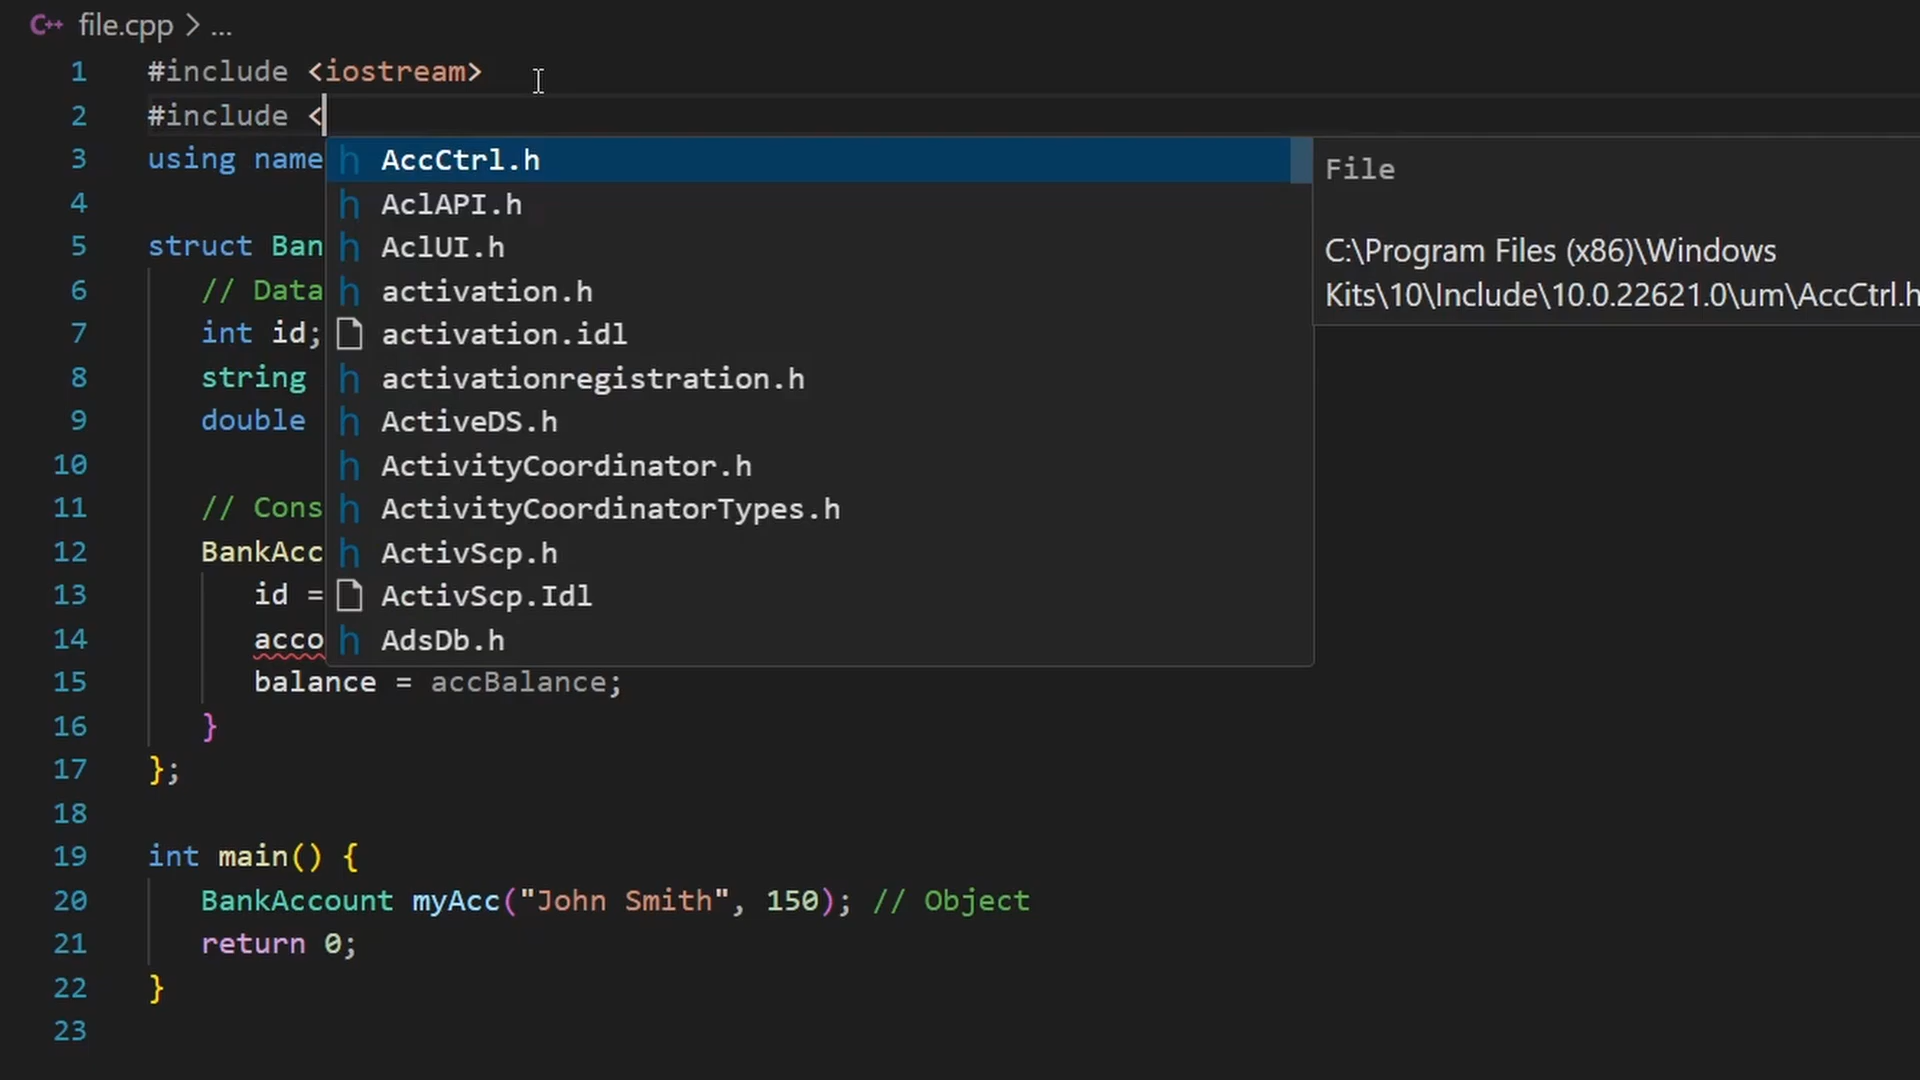 C++ file.cpp > ...
1 #include <iostream>
2 #include <
3 using name
4
5 struct Ban
6 // Data
7 int id;
8 string
9 double
10
11 // Cons
12 BankAcc
13 id =
14 acco
15 balance = accBalance;
16 }
17 };
18
19 int main() {
20 BankAccount myAcc("John Smith", 150); // Object
21 return 0;
22 }
23
h AccCtrl.h
h AclAPI.h
h AclUI.h
h activation.h
activation.idl
h activationregistration.h
h ActiveDS.h
h ActivityCoordinator.h
h ActivityCoordinatorTypes.h
h ActivScp.h
ActivScp.Idl
h AdsDb.h
File
C:\Program Files (x86)\Windows
Kits\10\Include\10.0.22621.0\um\AccCtrl.h